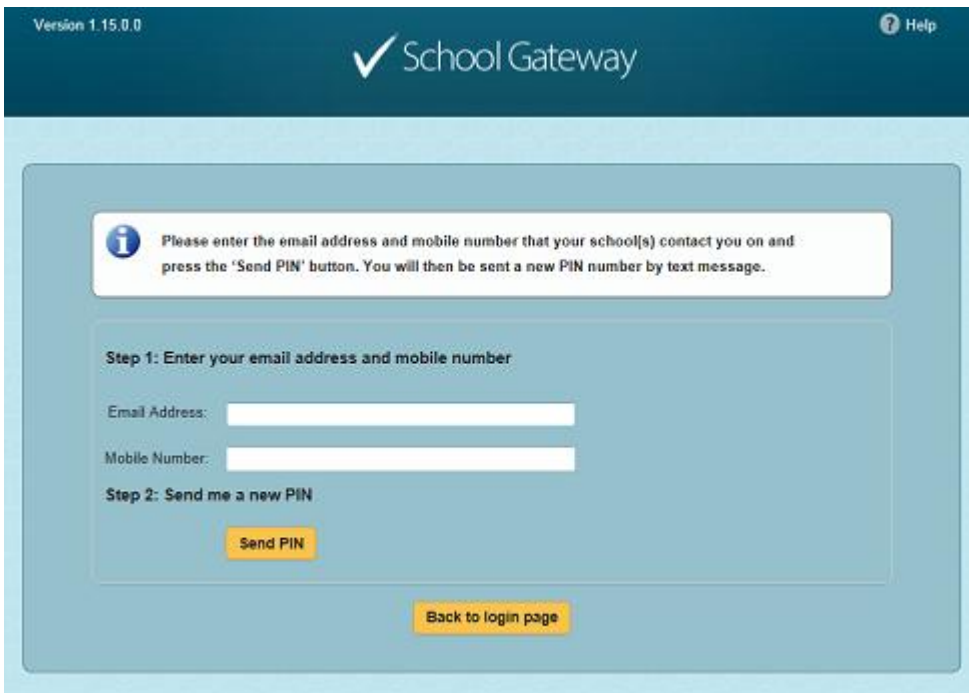 Version 1.15.0.0
Help
School Gateway
Please enter the email address and mobile number that your school(s) contact you on and
press the 'Send PIN' button. You will then be sent a new PIN number by text message.
Step 1: Enter your email address and mobile number
Email Address:
Mobile Number:
Step 2: Send me a new PIN
Send PIN
Back to login page